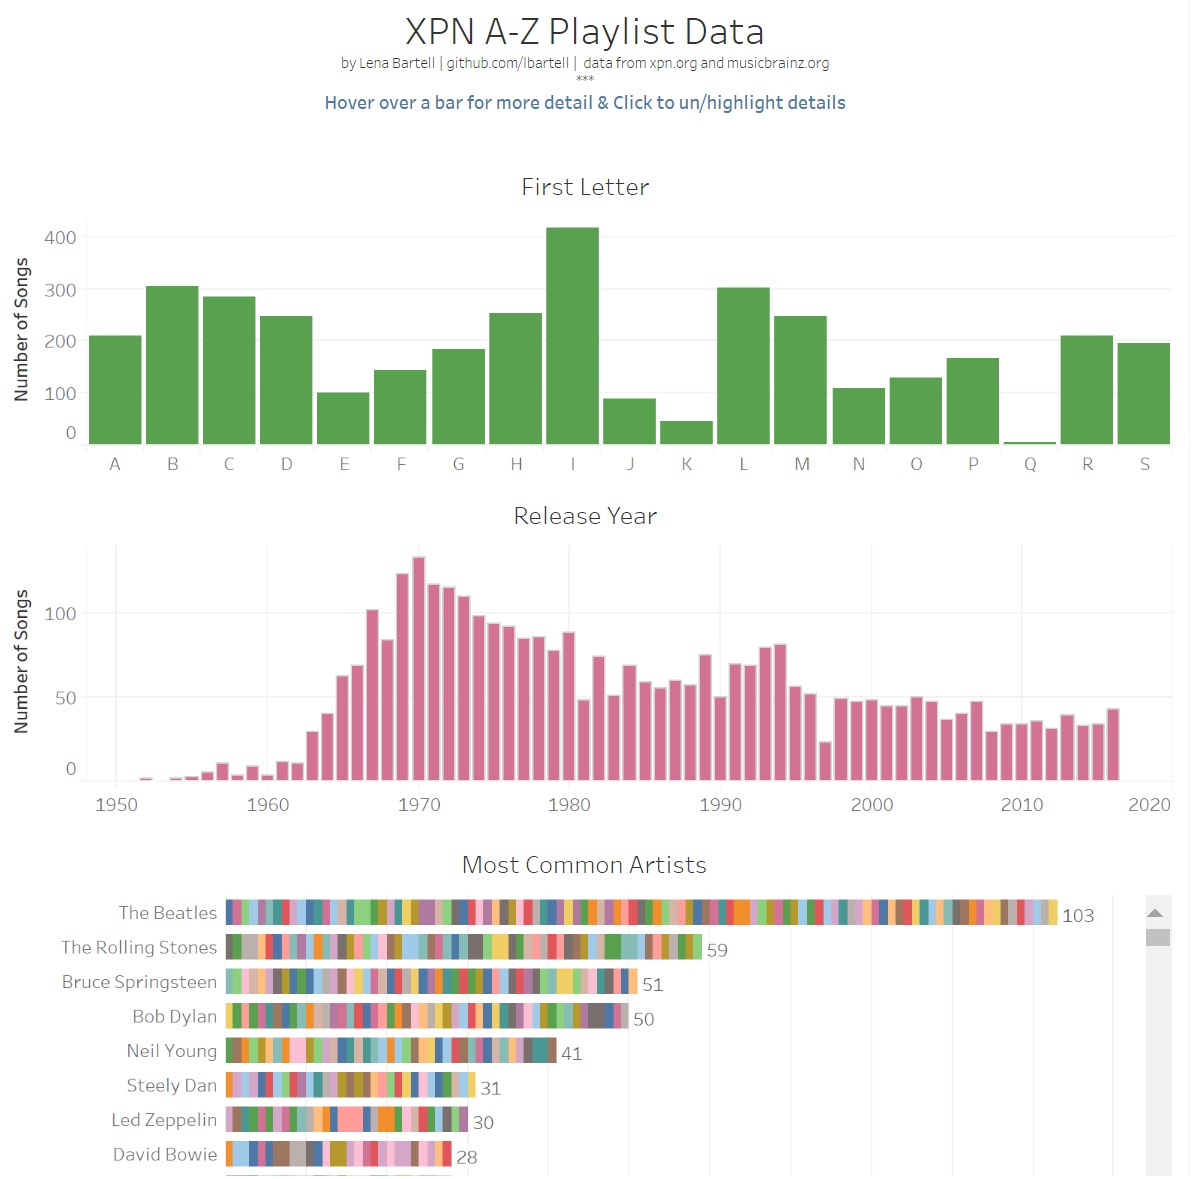 XPN A-Z Playlist Data
by Lena Bartell | github.com/lbartell | data from xpn.org and musicbrainz.org
***
Hover over a bar for more detail & Click to un/highlight details
First Letter
Number of Songs
400
300
200
100
0
A B C D E F G H I J K L M N O P Q R S
Release Year
Number of Songs
100
50
0
1950 1960 1970 1980 1990 2000 2010 2020
Most Common Artists
The Beatles 103
The Rolling Stones 59
Bruce Springsteen 51
Bob Dylan 50
Neil Young 41
Steely Dan 31
Led Zeppelin 30
David Bowie 28